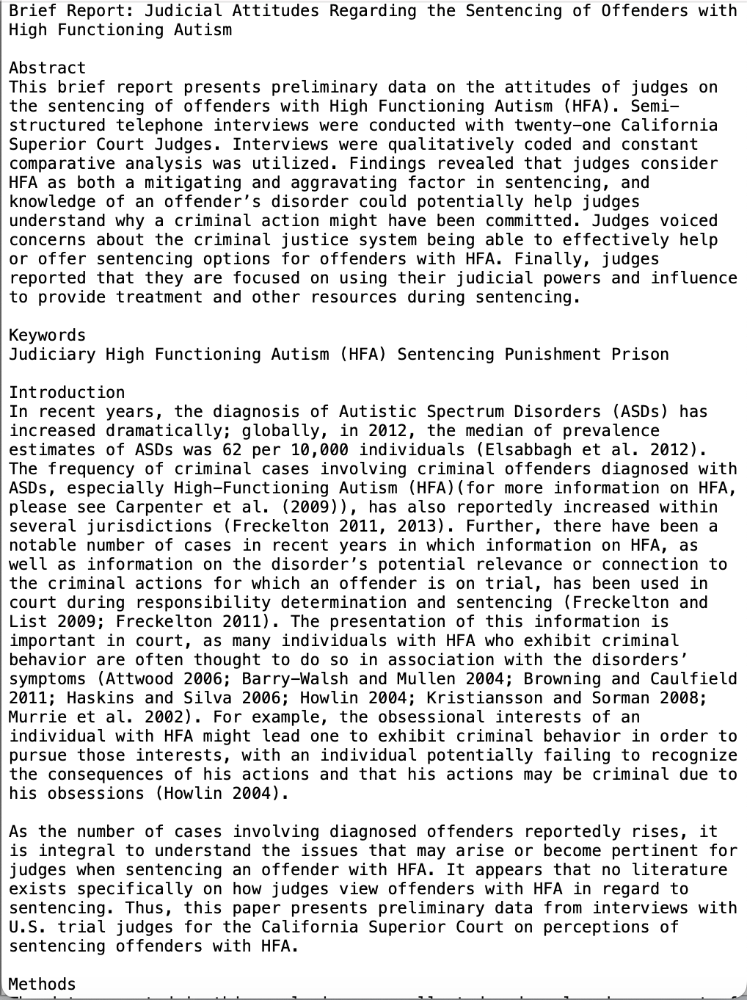 Brief Report: Judicial Attitudes Regarding the Sentencing of Offenders with
High Functioning Autism
Abstract
This brief report presents preliminary data on the attitudes of judges on
the sentencing of offenders with High Functioning Autism (HFA). Semi-
structured telephone interviews were conducted with twenty-one California
Superior Court Judges. Interviews were qualitatively coded and constant
comparative analysis was utilized. Findings revealed that judges consider
HFA as both a mitigating and aggravating factor in sentencing, and
knowledge of an offender’s disorder could potentially help judges
understand why a criminal action might have been committed. Judges voiced
concerns about the criminal justice system being able to effectively help
or offer sentencing options for offenders with HFA. Finally, judges
reported that they are focused on using their judicial powers and influence
to provide treatment and other resources during sentencing.
Keywords
Judiciary High Functioning Autism (HFA) Sentencing Punishment Prison
Introduction
In recent years, the diagnosis of Autistic Spectrum Disorders (ASDs) has
increased dramatically; globally, in 2012, the median of prevalence
estimates of ASDs was 62 per 10,000 individuals (Elsabbagh et al. 2012).
The frequency of criminal cases involving criminal offenders diagnosed with
ASDs, especially High-Functioning Autism (HFA)(for more information on HFA,
please see Carpenter et al. (2009)), has also reportedly increased within
several jurisdictions (Freckelton 2011, 2013). Further, there have been a
notable number of cases in recent years in which information on HFA, as
well as information on the disorder’s potential relevance or connection to
the criminal actions for which an offender is on trial, has been used in
court during responsibility determination and sentencing (Freckelton and
List 2009; Freckelton 2011). The presentation of this information is
important in court, as many individuals with HFA who exhibit criminal
behavior are often thought to do so in association with the disorders’
symptoms (Attwood 2006; Barry-Walsh and Mullen 2004; Browning and Caulfield
2011; Haskins and Silva 2006; Howlin 2004; Kristiansson and Sorman 2008;
Murrie et al. 2002). For example, the obsessional interests of an
individual with HFA might lead one to exhibit criminal behavior in order to
pursue those interests, with an individual potentially failing to recognize
the consequences of his actions and that his actions may be criminal due to
his obsessions (Howlin 2004).
As the number of cases involving diagnosed offenders reportedly rises, it
is integral to understand the issues that may arise or become pertinent for
judges when sentencing an offender with HFA. It appears that no literature
exists specifically on how judges view offenders with HFA in regard to
sentencing. Thus, this paper presents preliminary data from interviews with
U.S. trial judges for the California Superior Court on perceptions of
sentencing offenders with HFA.
Methods